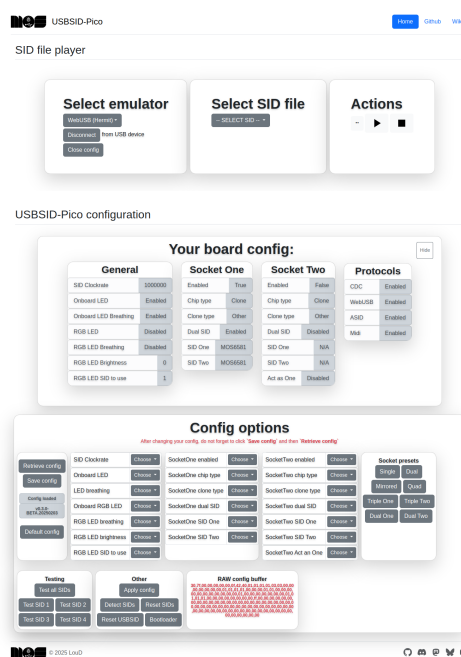 USBSID-Pico
Home Github Wiki
SID file player
Select emulator
WebUSB (Hermit)
Disconnect from USB device
Close config
Select SID file
-- SELECT SID --
Actions
--
USBSID-Pico configuration
Your board config:
Hide
General
SID Clockrate 1000000
Onboard LED Enabled
Onboard LED Breathing Enabled
RGB LED Disabled
RGB LED Breathing Disabled
RGB LED Brightness 0
RGB LED SID to use 1
Socket One
Enabled True
Chip type Clone
Clone type Other
Dual SID Enabled
SID One MOS6581
SID Two MOS6581
Socket Two
Enabled False
Chip type Clone
Clone type Other
Dual SID Disabled
SID One N/A
SID Two N/A
Act as One Disabled
Protocols
CDC Enabled
WebUSB Enabled
ASID Enabled
Midi Enabled
Config options
After changing your config, do not forget to click `Save config` and then `Retrieve config`
Retrieve config
Save config
Config loaded
Default config
SID Clockrate Choose
Onboard LED Choose
LED breathing Choose
Onboard RGB LED Choose
RGB LED breathing Choose
RGB LED brightness Choose
RGB LED SID to use Choose
SocketOne enabled Choose
SocketOne chip type Choose
SocketOne clone type Choose
SocketOne dual SID Choose
SocketOne SID One Choose
SocketOne SID Two Choose
SocketTwo enabled Choose
SocketTwo chip type Choose
SocketTwo clone type Choose
SocketTwo dual SID Choose
SocketTwo SID One Choose
SocketTwo SID Two Choose
SocketTwo Act as One Choose
Socket presets
Single Dual
Mirrored Quad
Triple One Triple Two
Dual One Dual Two
Testing
Test all SIDs
Test SID 1 Test SID 2
Test SID 3 Test SID 4
Other
Apply config
Detect SIDs Reset SIDs
Reset USBSID Bootloader
RAW config buffer
© 2025 LouD